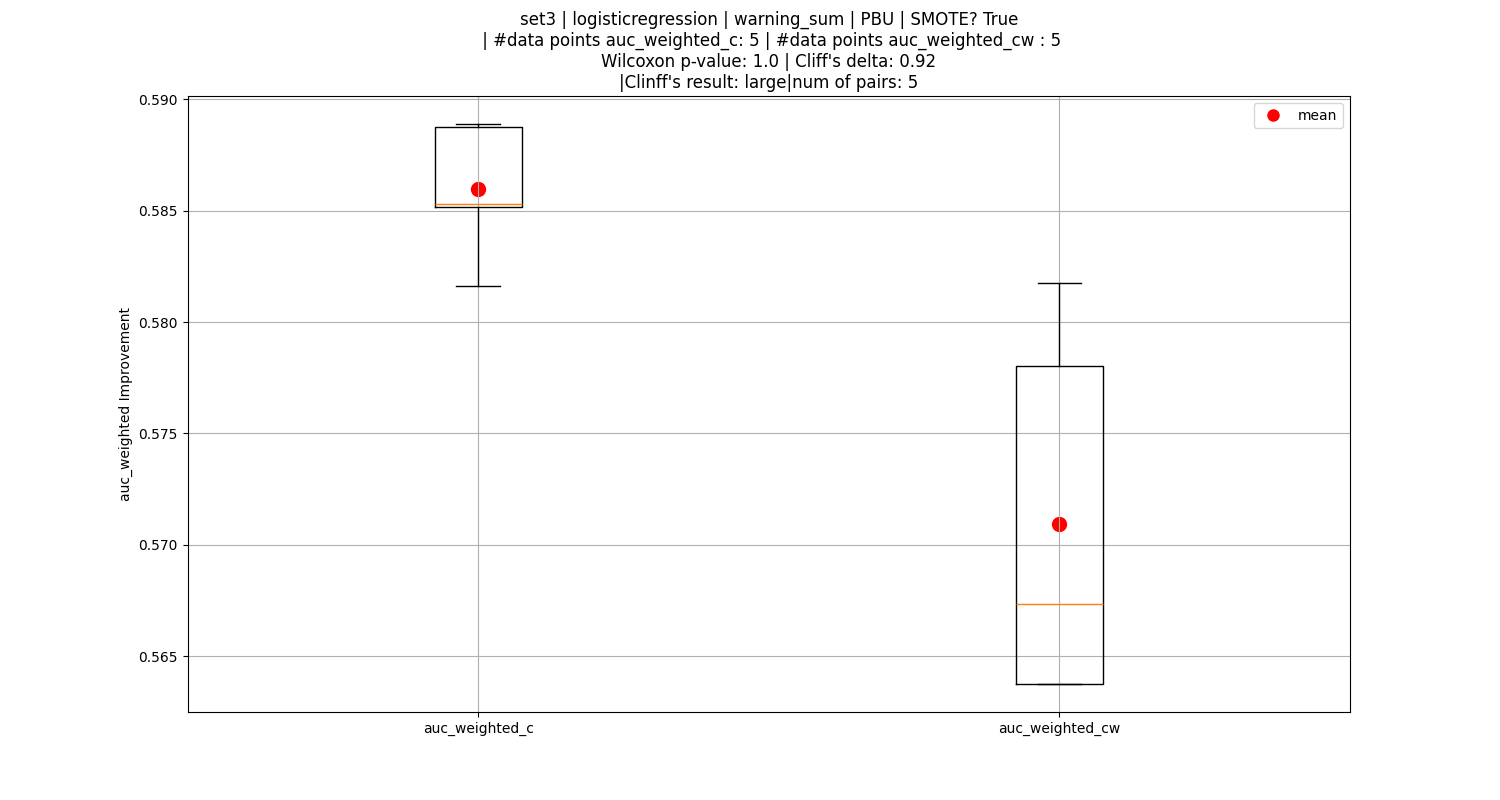 set3 | logisticregression | warning_sum | PBU | SMOTE? True
| #data points auc_weighted_c: 5 | #data points auc_weighted_cw : 5
Wilcoxon p-value: 1.0 | Cliff's delta: 0.92
|Clinff's result: large|num of pairs: 5
mean
0.590
0.585
0.580
0.575
0.570
0.565
auc_weighted Improvement
auc_weighted_c
auc_weighted_cw